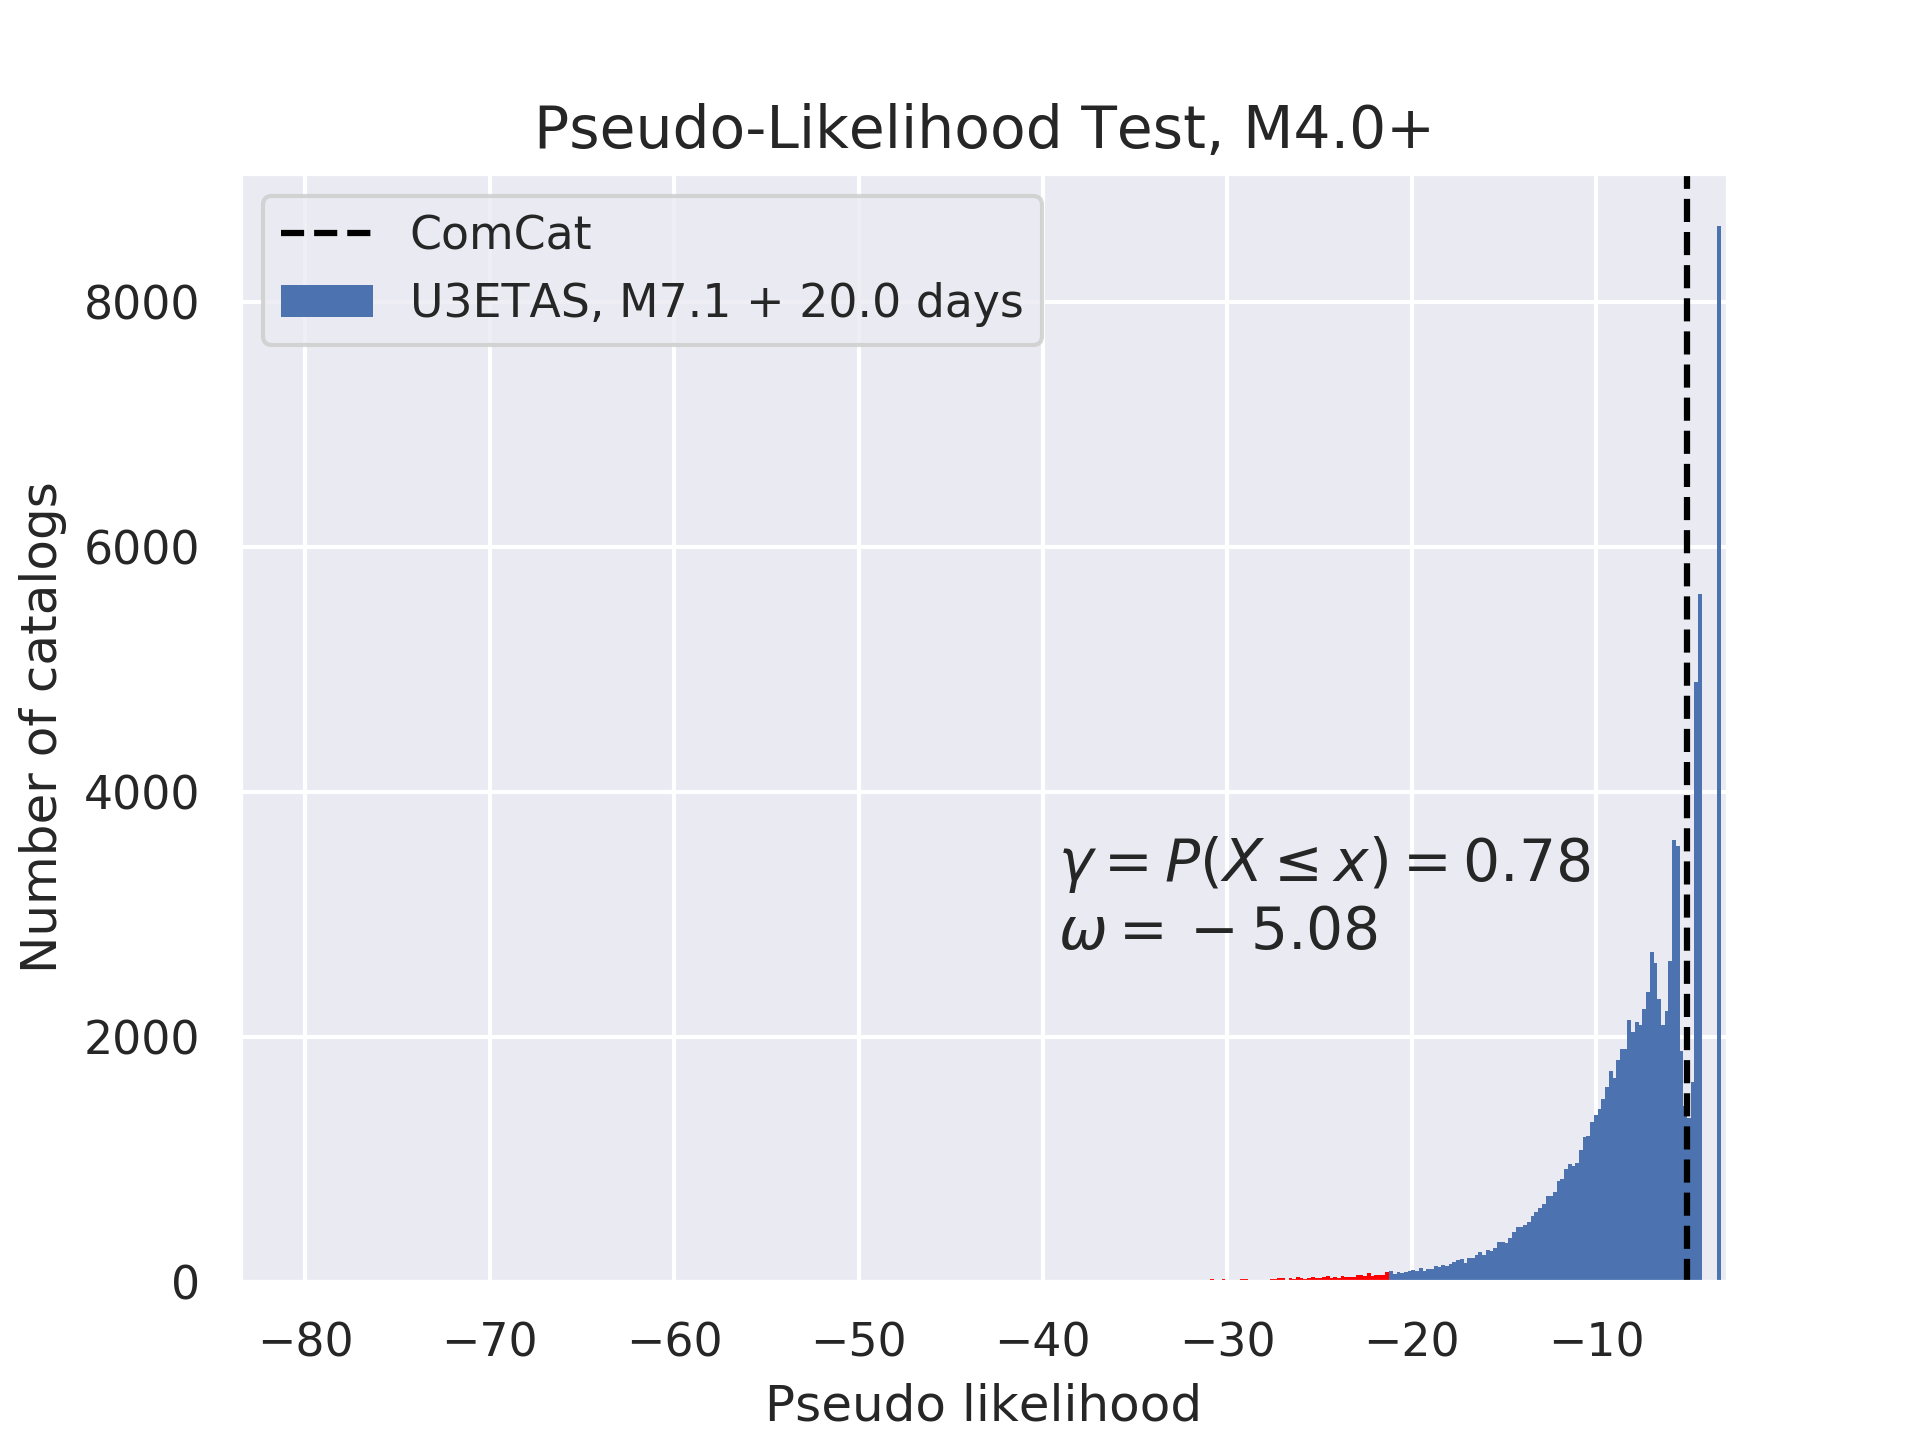 Pseudo-Likelihood Test, M4.0+
ComCat
U3ETAS, M7.1 + 20.0 days
8000
6000
4000
2000
0
Number of catalogs
γ = P(X ≤ x) = 0.78
ω = −5.08
−80 −70 −60 −50 −40 −30 −20 −10
Pseudo likelihood